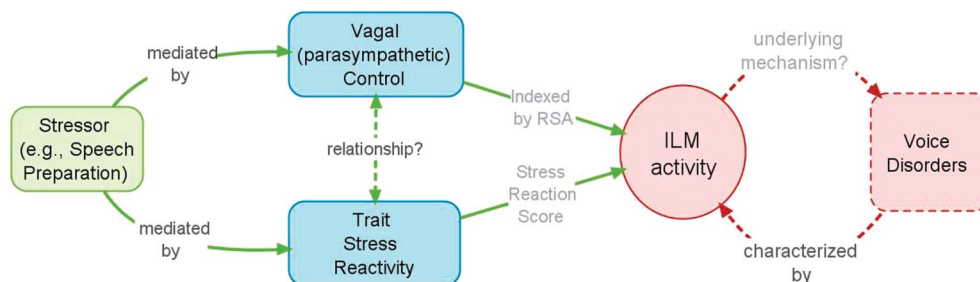 Stressor
(e.g., Speech
Preparation)
mediated
by
mediated
by
Vagal
(parasympathetic)
Control
relationship?
Trait
Stress
Reactivity
Indexed
by RSA
Stress
Reaction
Score
ILM
activity
underlying
mechanism?
Voice
Disorders
characterized
by